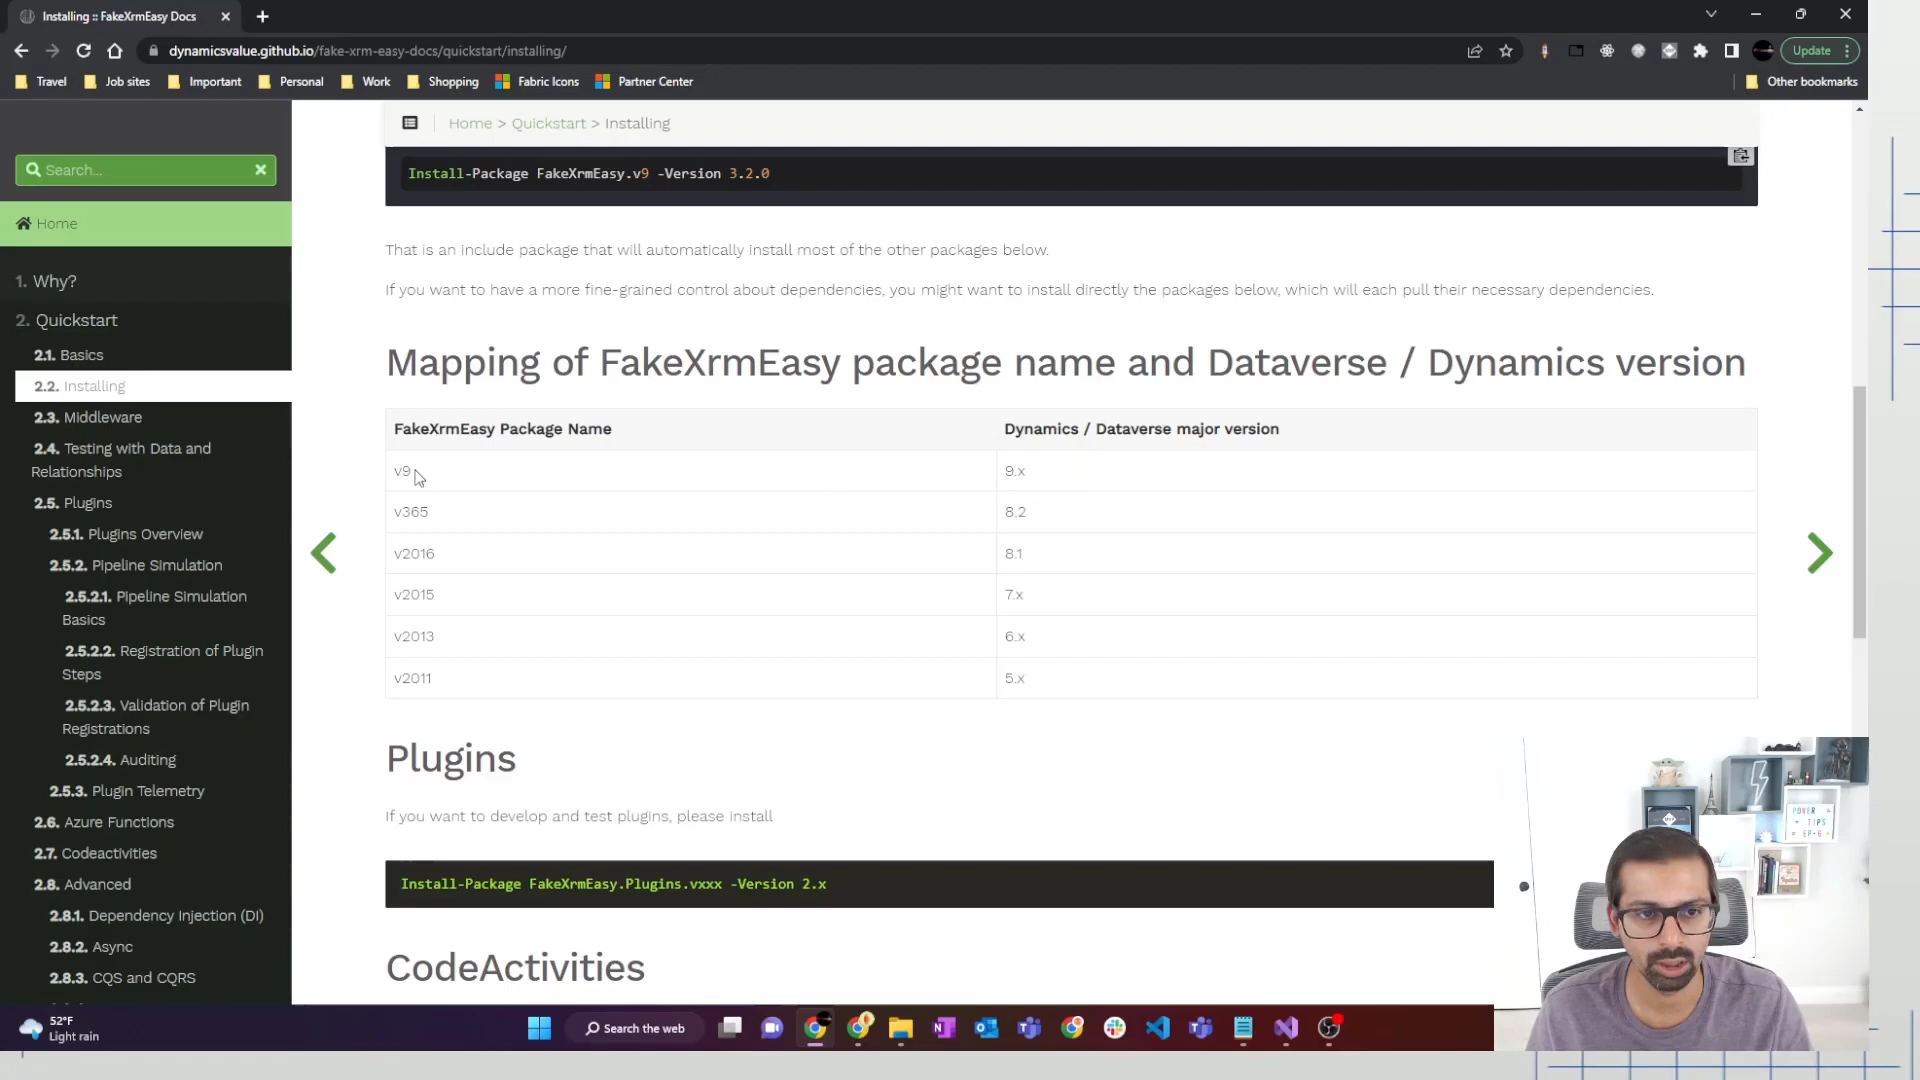 Installing :: FakeXrmEasy Docs
dynamicsvalue.github.io/fake-xrm-easy-docs/quickstart/installing/
Update
Travel
Job sites
Important
Personal
Work
Shopping
Fabric Icons
Partner Center
Other bookmarks
Search...
Home
1. Why?
2. Quickstart
2.1. Basics
2.2. Installing
2.3. Middleware
2.4. Testing with Data and
Relationships
2.5. Plugins
2.5.1. Plugins Overview
2.5.2. Pipeline Simulation
2.5.2.1. Pipeline Simulation
Basics
2.5.2.2. Registration of Plugin
Steps
2.5.2.3. Validation of Plugin
Registrations
2.5.2.4. Auditing
2.5.3. Plugin Telemetry
2.6. Azure Functions
2.7. Codeactivities
2.8. Advanced
2.8.1. Dependency Injection (DI)
2.8.2. Async
2.8.3. CQS and CQRS
Home > Quickstart > Installing
Install-Package FakeXrmEasy.v9 -Version 3.2.0
That is an include package that will automatically install most of the other packages below.
If you want to have a more fine-grained control about dependencies, you might want to install directly the packages below, which will each pull their necessary dependencies.
Mapping of FakeXrmEasy package name and Dataverse / Dynamics version
FakeXrmEasy Package Name Dynamics / Dataverse major version
v9 9.x
v365 8.2
v2016 8.1
v2015 7.x
v2013 6.x
v2011 5.x
Plugins
If you want to develop and test plugins, please install
Install-Package FakeXrmEasy.Plugins.vxxx -Version 2.x
CodeActivities
POWER
TIPS
EP-6
52°F
Light rain
Search the web